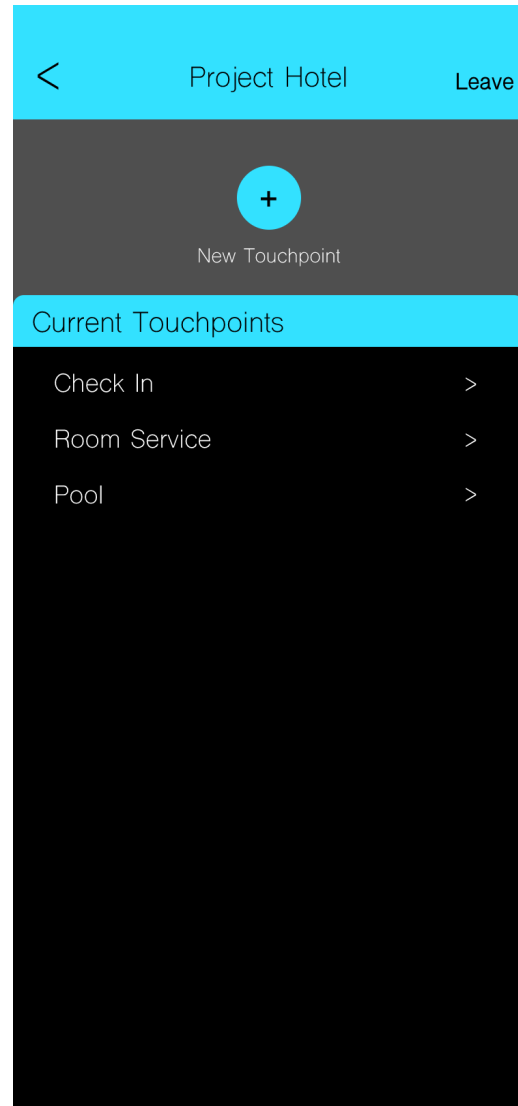 < Project Hotel Leave
+
New Touchpoint
Current Touchpoints
Check In >
Room Service >
Pool >